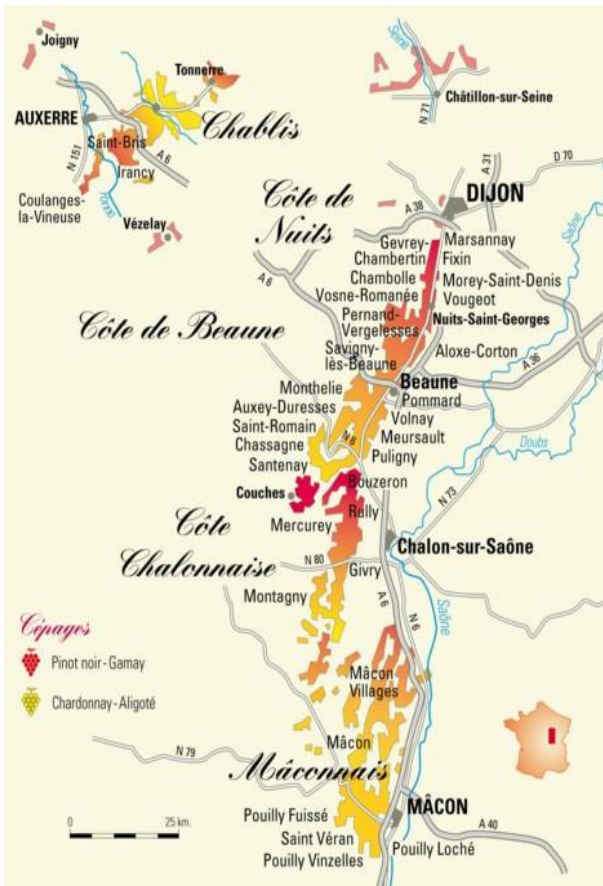 Joigny
Tonnerre
AUXERRE
Chablis
Saint-Bris
Irancy
N 151
A 6
Yonne
Coulanges-
la-Vineuse
Vézelay
Seine
Châtillon-sur-Seine
N 71
A 31
D 70
Côte de
Nuits
A 38
DIJON
Saône
Gevrey-
Chambertin
Marsannay
Fixin
A 6
Chambolle
Morey-Saint-Denis
Vosne-Romanée
Vougeot
Pernand-
Vergelesses
Nuits-Saint-Georges
Côte de Beaune
Savigny-
lès-Beaune
Aloxe-Corton
A 36
Monthelie
Beaune
Pommard
Auxey-Duresses
Volnay
Saint-Romain
N 6
Meursault
Doubs
Chassagne
Puligny
Santenay
Bouzeron
N 73
Couches
Rully
Mercurey
Côte
Chalonnaise
Chalon-sur-Saône
N 80
Givry
Montagny
A 6
N 6
Saône
Cépages
Pinot noir - Gamay
Chardonnay - Aligoté
Mâcon
Villages
N 79
Mâcon
Mâconnais
MÂCON
0
25 km.
Pouilly Fuissé
A 40
Saint Véran
Pouilly Loché
Pouilly Vinzelles